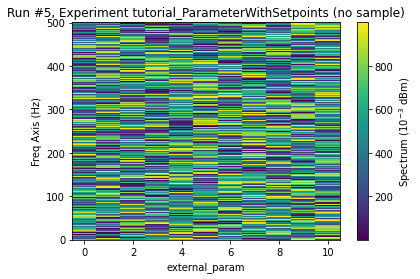 Run #5, Experiment tutorial_ParameterWithSetpoints (no sample)
500
400
300
200
100
0
Freq Axis (Hz)
0 2 4 6 8 10
external_param
800
600
400
200
Spectrum (10⁻³ dBm)